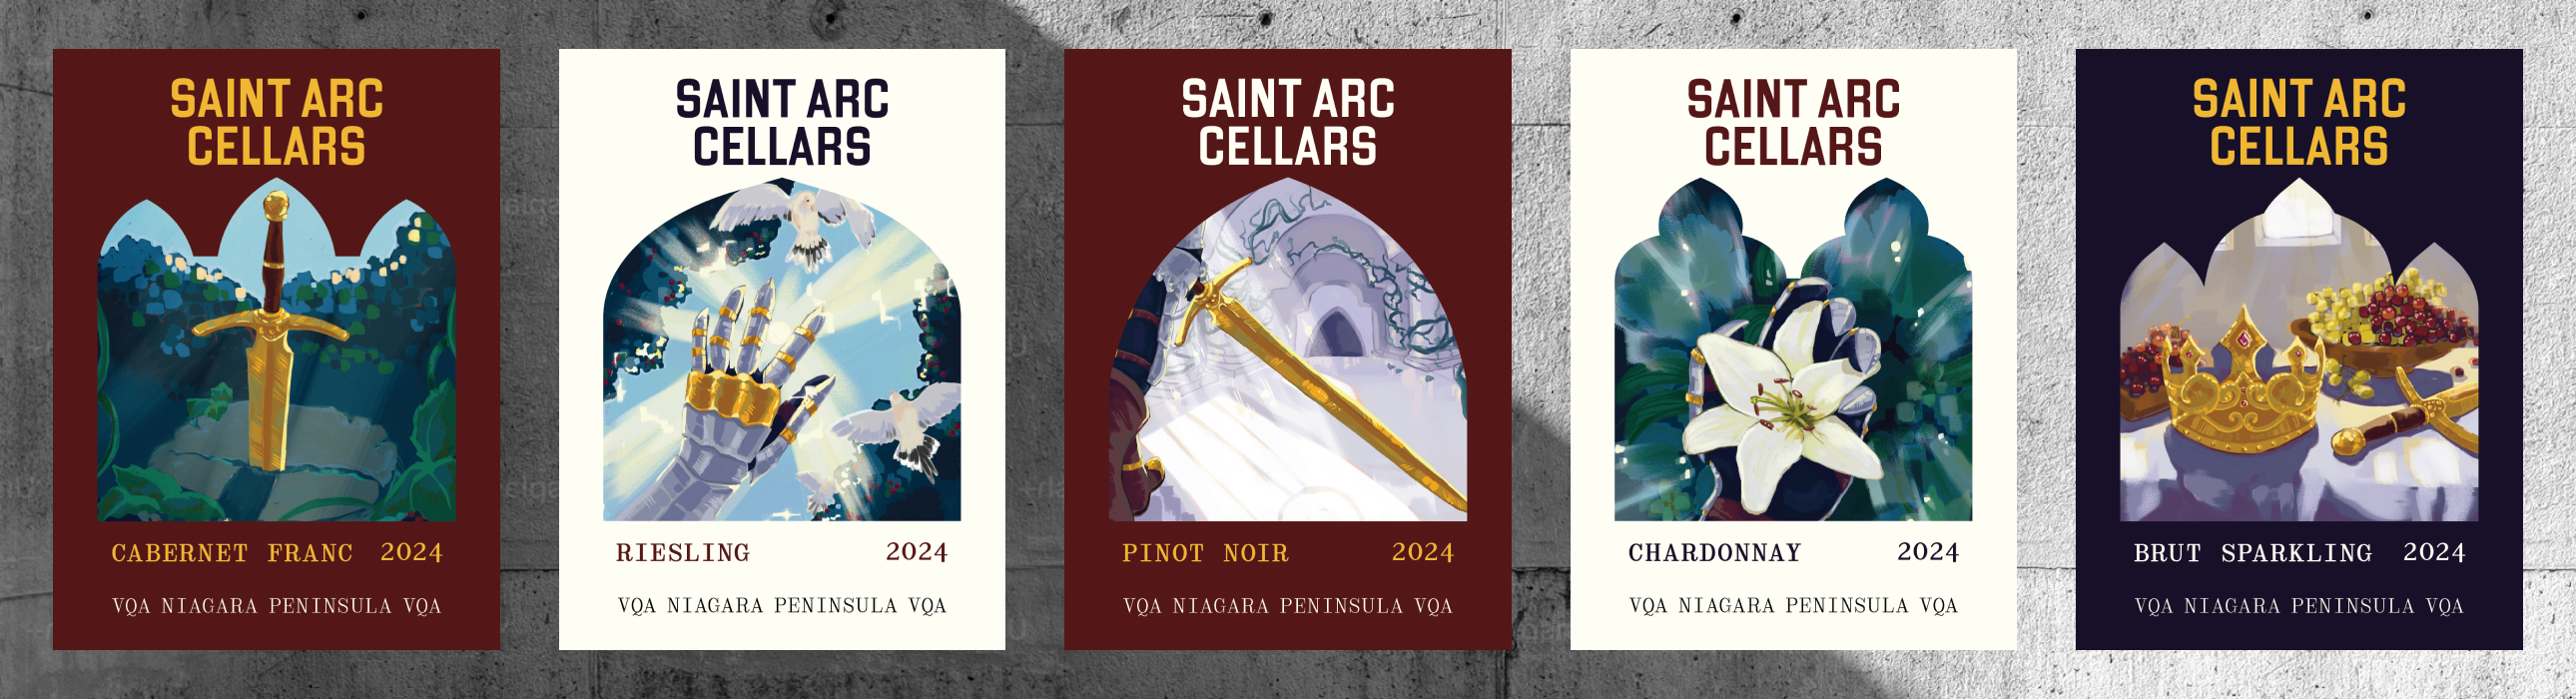 SAINT ARC
CELLARS
CABERNET FRANC 2024
VQA NIAGARA PENINSULA VQA
SAINT ARC
CELLARS
RIESLING 2024
VQA NIAGARA PENINSULA VQA
SAINT ARC
CELLARS
PINOT NOIR 2024
VQA NIAGARA PENINSULA VQA
SAINT ARC
CELLARS
CHARDONNAY 2024
VQA NIAGARA PENINSULA VQA
SAINT ARC
CELLARS
BRUT SPARKLING 2024
VQA NIAGARA PENINSULA VQA